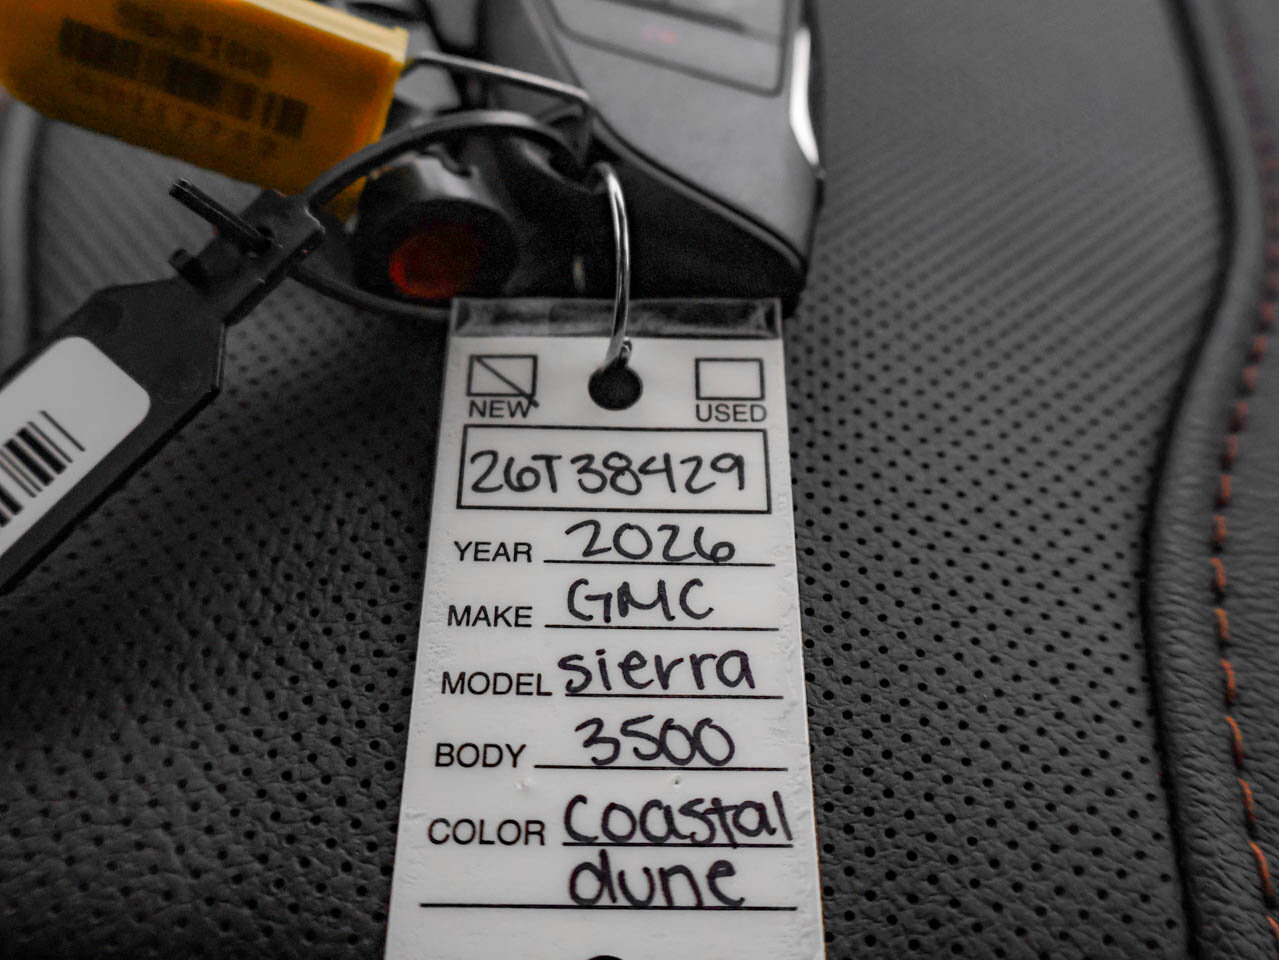 NEW USED
26T38429
YEAR 2026
MAKE GMC
MODEL sierra
BODY 3500
COLOR coastal
dune